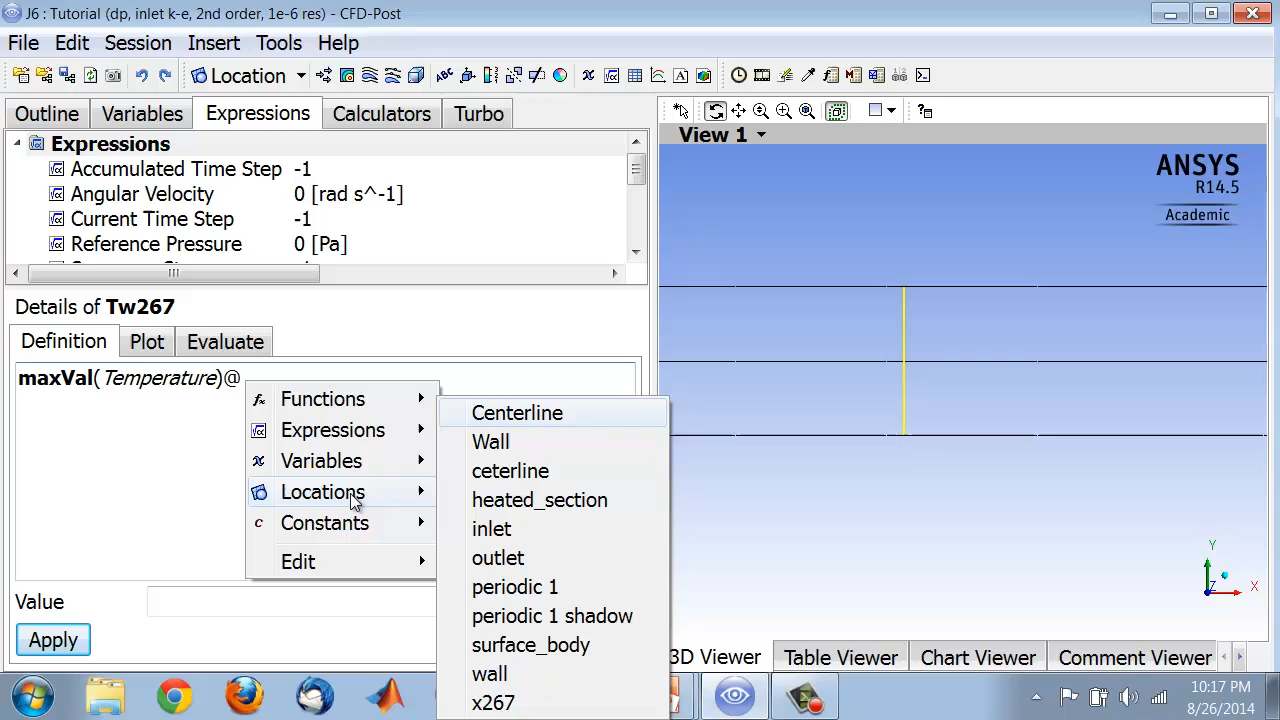 J6 : Tutorial (dp, inlet k-e, 2nd order, 1e-6 res) - CFD-Post
File Edit Session Insert Tools Help
Location
Outline Variables Expressions Calculators Turbo
View 1
Expressions
Accumulated Time Step -1
Angular Velocity 0 [rad s^-1]
Current Time Step -1
Reference Pressure 0 [Pa]
ANSYS
R14.5
Academic
Details of Tw267
Definition Plot Evaluate
maxVal(Temperature)@
Functions
Expressions
Variables
Locations
Constants
Edit
Centerline
Wall
ceterline
heated_section
inlet
outlet
periodic 1
periodic 1 shadow
surface_body
wall
x267
Value
Apply
Y
Z
X
3D Viewer Table Viewer Chart Viewer Comment Viewer
10:17 PM
8/26/2014